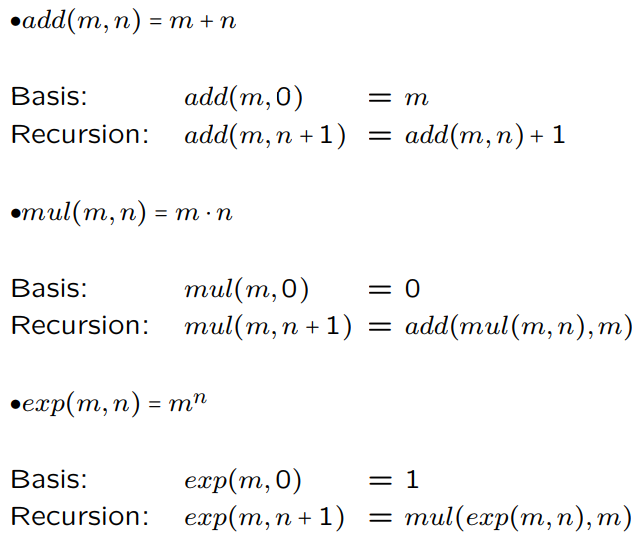 •add(m, n) = m + n
Basis: add(m, 0) = m
Recursion: add(m, n + 1) = add(m, n) + 1
•mul(m, n) = m · n
Basis: mul(m, 0) = 0
Recursion: mul(m, n + 1) = add(mul(m, n), m)
•exp(m, n) = mⁿ
Basis: exp(m, 0) = 1
Recursion: exp(m, n + 1) = mul(exp(m, n), m)